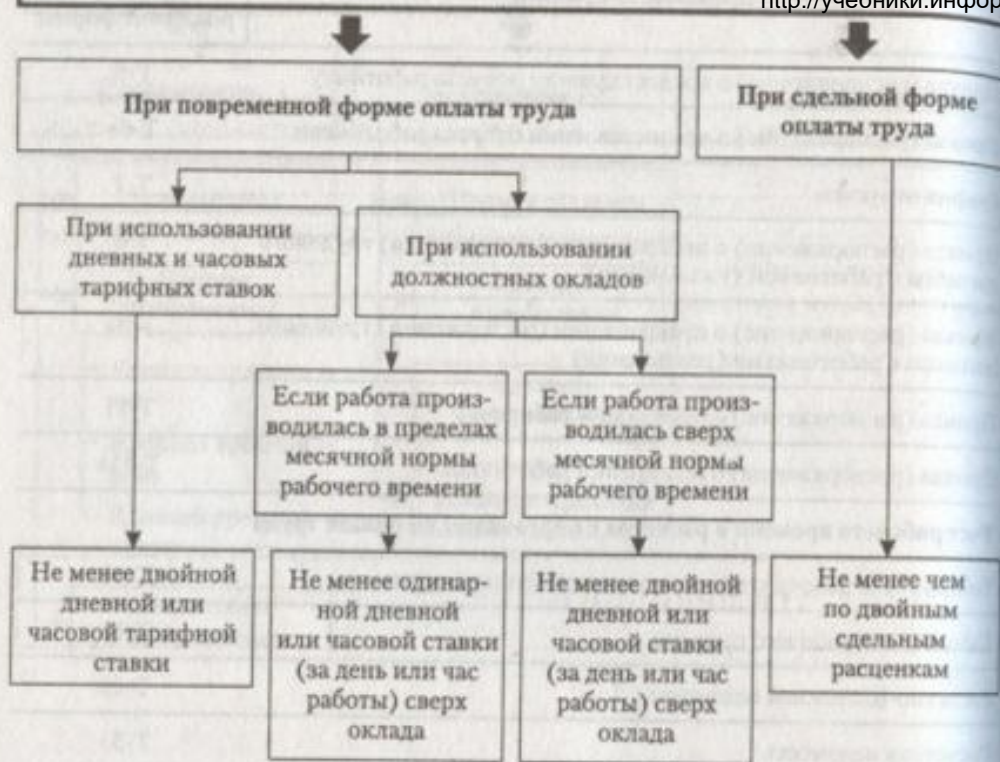 http://учебники.инфор
При повременной форме оплаты труда
При сдельной форме
оплаты труда
При использовании
дневных и часовых
тарифных ставок
При использовании
должностных окладов
Если работа произ-
водилась в пределах
месячной нормы
рабочего времени
Если работа произ-
водилась сверх
месячной нормы
рабочего времени
Не менее двойной
дневной или
часовой тарифной
ставки
Не менее одинар-
ной дневной
или часовой ставки
(за день или час
работы) сверх
оклада
Не менее двойной
дневной или
часовой ставки
(за день или час
работы) сверх
оклада
Не менее чем
по двойным
сдельным
расценкам